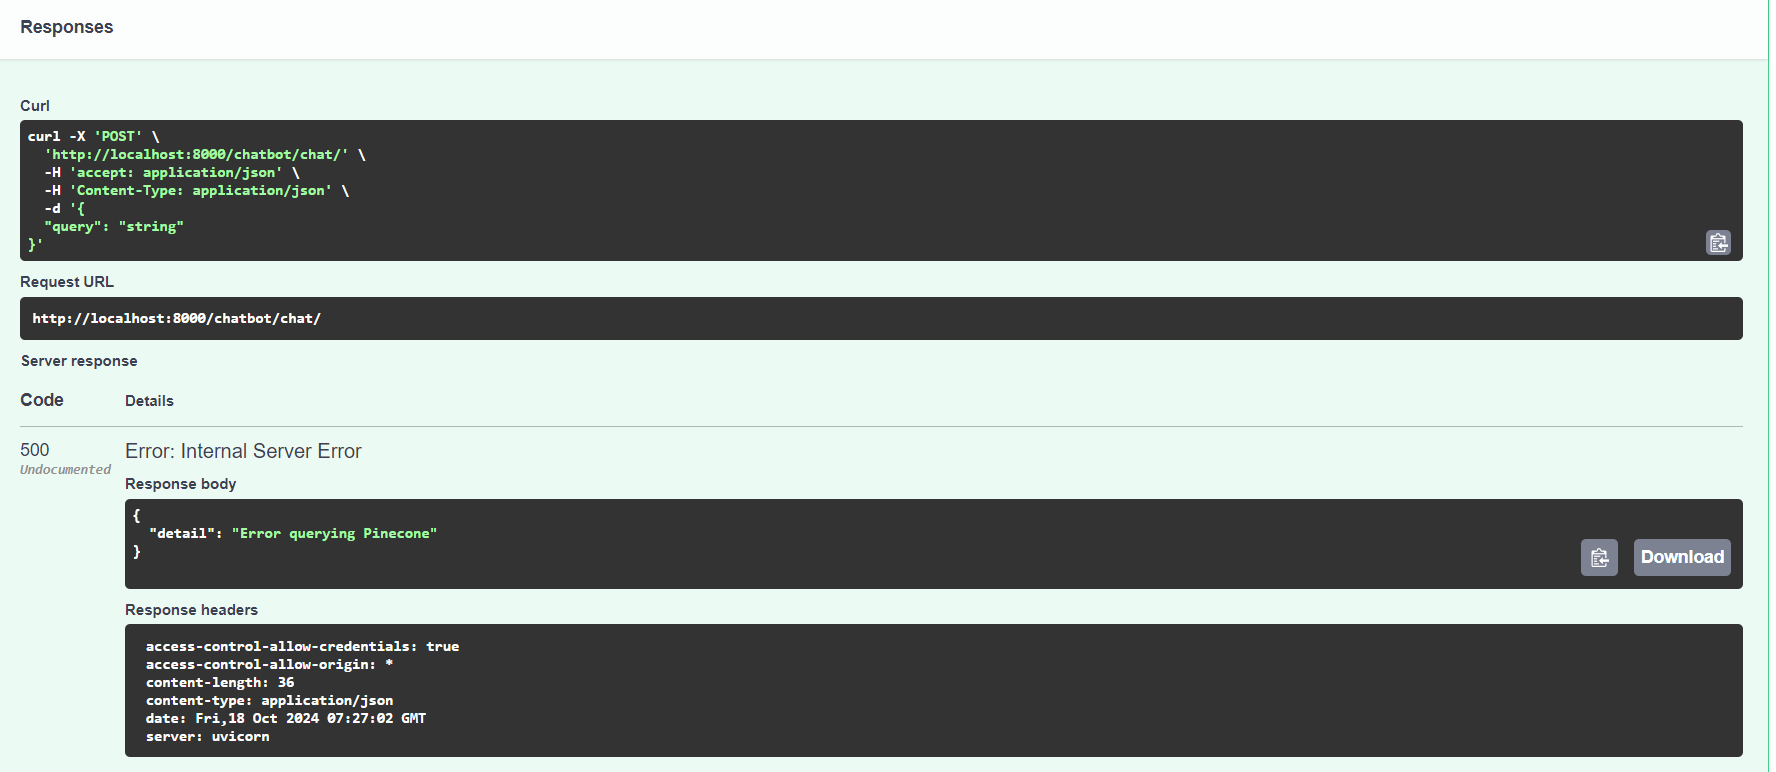 Responses
Curl
curl -X 'POST' \
'http://localhost:8000/chatbot/chat/' \
-H 'accept: application/json' \
-H 'Content-Type: application/json' \
-d '{
"query": "string"
}'
Request URL
http://localhost:8000/chatbot/chat/
Server response
Code Details
500 Error: Internal Server Error
Undocumented
Response body
{
"detail": "Error querying Pinecone"
}
Download
Response headers
access-control-allow-credentials: true
access-control-allow-origin: *
content-length: 36
content-type: application/json
date: Fri,18 Oct 2024 07:27:02 GMT
server: uvicorn